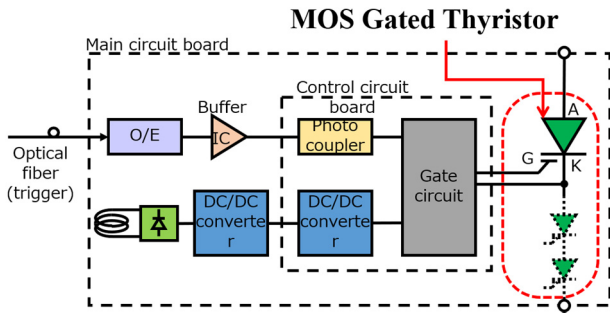 MOS Gated Thyristor
Main circuit board
Control circuit
board
Buffer
O/E
IC
Photo
coupler
Optical
fiber
(trigger)
Gate
circuit
DC/DC
converte
r
DC/DC
converte
r
A
G
K